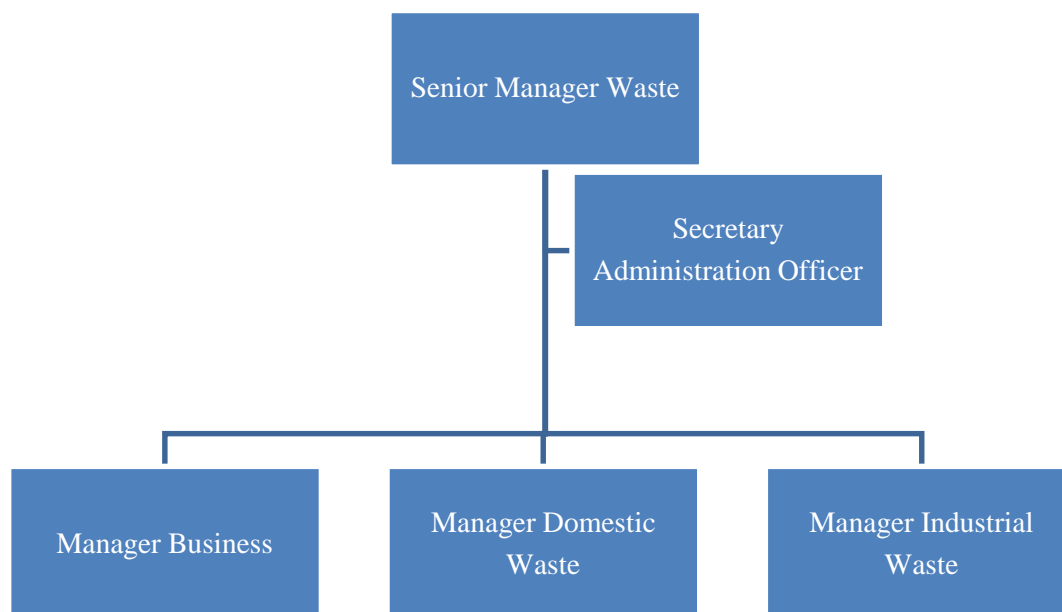 Senior Manager Waste
Secretary
Administration Officer
Manager Business
Manager Domestic
Waste
Manager Industrial
Waste